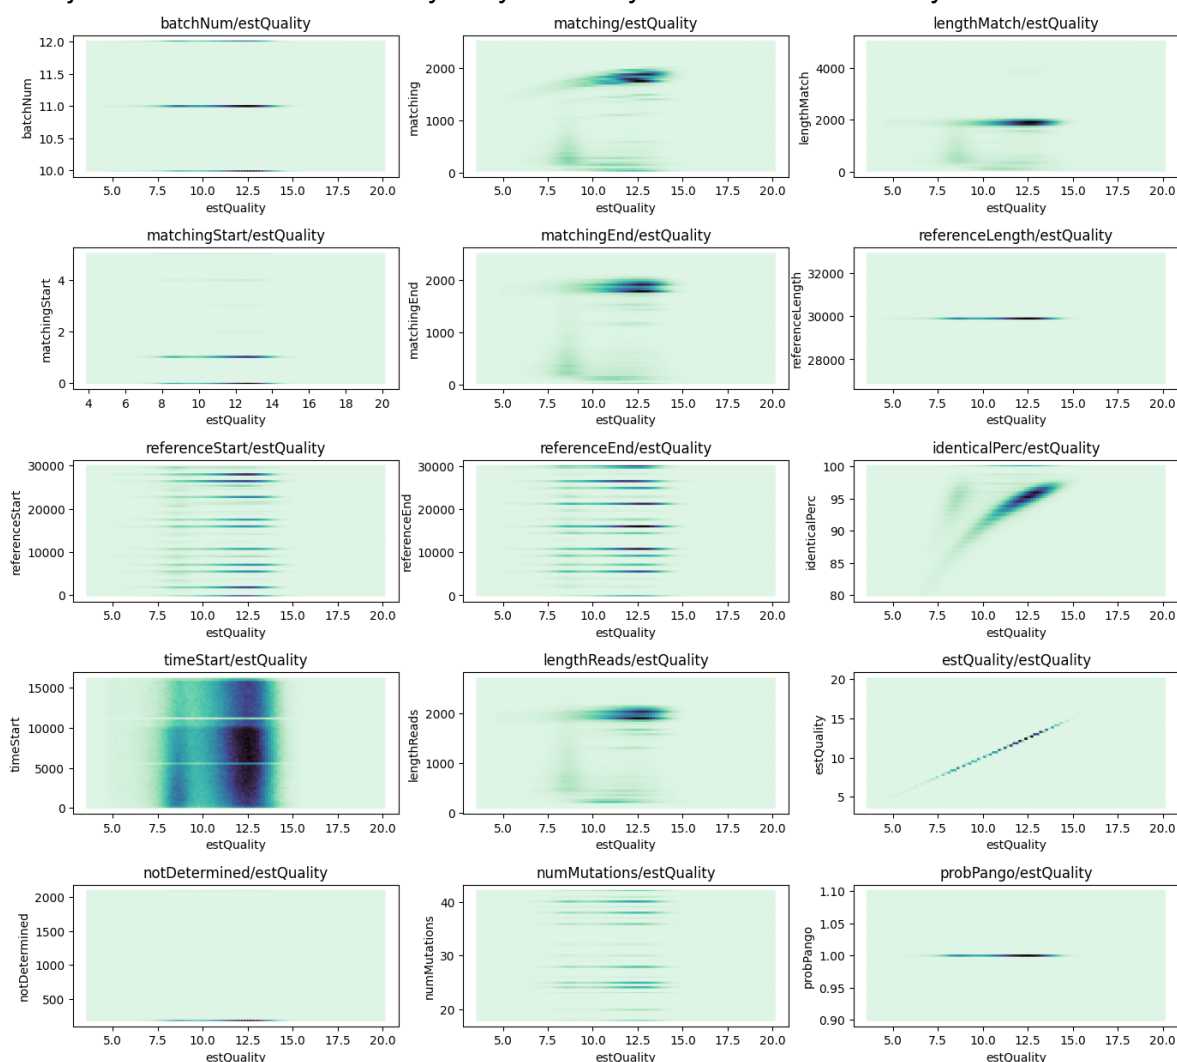 batchNum/estQuality matching/estQuality lengthMatch/estQuality
12.0 11.5 11.0 10.5 10.0
batchNum
5.0 7.5 10.0 12.5 15.0 17.5 20.0
estQuality
2000 1000 0
matching
5.0 7.5 10.0 12.5 15.0 17.5 20.0
estQuality
4000 2000 0
lengthMatch
5.0 7.5 10.0 12.5 15.0 17.5 20.0
estQuality
matchingStart/estQuality matchingEnd/estQuality referenceLength/estQuality
4 2 0
matchingStart
4 6 8 10 12 14 16 18 20
estQuality
2000 1000 0
matchingEnd
5.0 7.5 10.0 12.5 15.0 17.5 20.0
estQuality
32000 30000 28000
referenceLength
5.0 7.5 10.0 12.5 15.0 17.5 20.0
estQuality
referenceStart/estQuality referenceEnd/estQuality identicalPerc/estQuality
30000 20000 10000 0
referenceStart
5.0 7.5 10.0 12.5 15.0 17.5 20.0
estQuality
30000 20000 10000 0
referenceEnd
5.0 7.5 10.0 12.5 15.0 17.5 20.0
estQuality
100 95 90 85 80
identicalPerc
5.0 7.5 10.0 12.5 15.0 17.5 20.0
estQuality
timeStart/estQuality lengthReads/estQuality estQuality/estQuality
15000 10000 5000 0
timeStart
5.0 7.5 10.0 12.5 15.0 17.5 20.0
estQuality
2000 1000 0
lengthReads
5.0 7.5 10.0 12.5 15.0 17.5 20.0
estQuality
20 15 10 5
estQuality
5.0 7.5 10.0 12.5 15.0 17.5 20.0
estQuality
notDetermined/estQuality numMutations/estQuality probPango/estQuality
2000 1500 1000 500
notDetermined
5.0 7.5 10.0 12.5 15.0 17.5 20.0
estQuality
40 30 20
numMutations
5.0 7.5 10.0 12.5 15.0 17.5 20.0
estQuality
1.10 1.05 1.00 0.95 0.90
probPango
5.0 7.5 10.0 12.5 15.0 17.5 20.0
estQuality